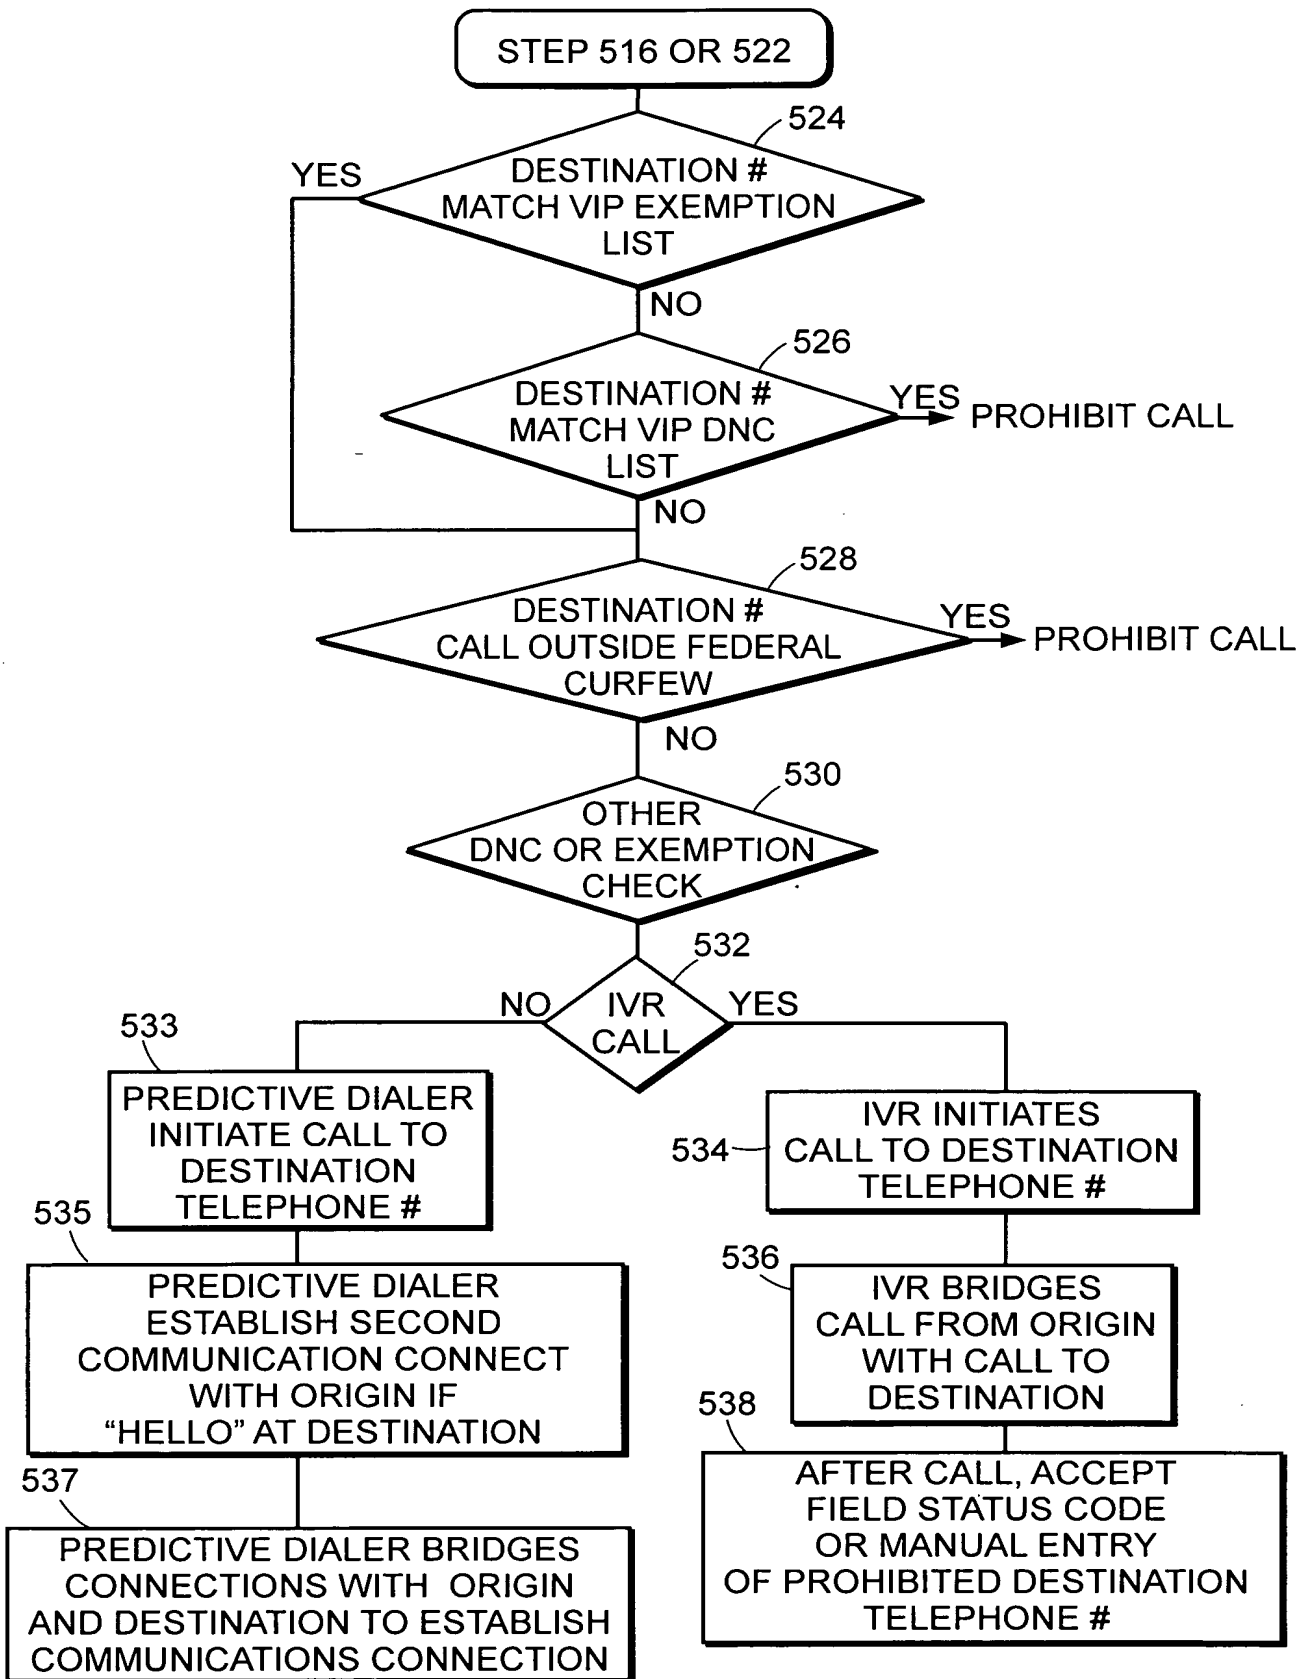 STEP 516 OR 522
524
YES
DESTINATION #
MATCH VIP EXEMPTION
LIST
NO
526
DESTINATION #
MATCH VIP DNC
LIST
YES
PROHIBIT CALL
NO
528
DESTINATION #
CALL OUTSIDE FEDERAL
CURFEW
YES
PROHIBIT CALL
NO
530
OTHER
DNC OR EXEMPTION
CHECK
532
NO
IVR
CALL
YES
533
PREDICTIVE DIALER
INITIATE CALL TO
DESTINATION
TELEPHONE #
534
IVR INITIATES
CALL TO DESTINATION
TELEPHONE #
535
PREDICTIVE DIALER
ESTABLISH SECOND
COMMUNICATION CONNECT
WITH ORIGIN IF
“HELLO” AT DESTINATION
536
IVR BRIDGES
CALL FROM ORIGIN
WITH CALL TO
DESTINATION
537
PREDICTIVE DIALER BRIDGES
CONNECTIONS WITH ORIGIN
AND DESTINATION TO ESTABLISH
COMMUNICATIONS CONNECTION
538
AFTER CALL, ACCEPT
FIELD STATUS CODE
OR MANUAL ENTRY
OF PROHIBITED DESTINATION
TELEPHONE #